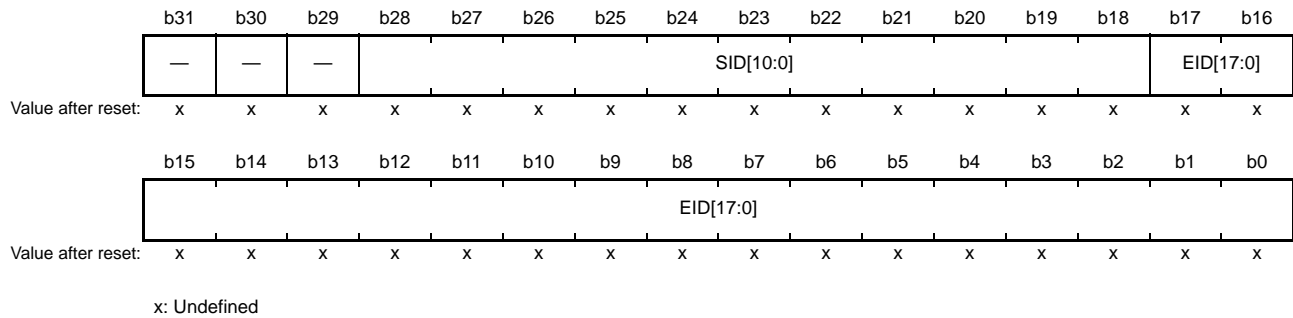 b31 b30 b29 b28 b27 b26 b25 b24 b23 b22 b21 b20 b19 b18 b17 b16
— — — SID[10:0] EID[17:0]
Value after reset: x x x x x x x x x x x x x x x x
b15 b14 b13 b12 b11 b10 b9 b8 b7 b6 b5 b4 b3 b2 b1 b0
EID[17:0]
Value after reset: x x x x x x x x x x x x x x x x
x: Undefined